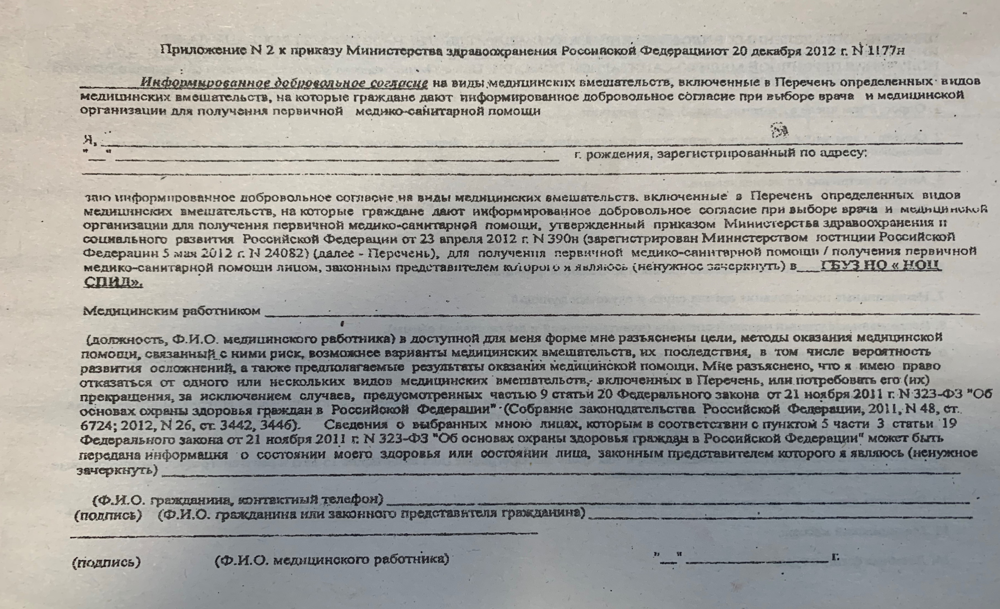 Приложение N 2 к приказу Министерства здравоохранения Российской Федерацииот 20 декабря 2012 г. N 1177н
________Информированное добровольное согласие на виды медицинских вмешательств, включенные в Перечень определенных видов
медицинских вмешательств, на которые граждане дают информированное добровольное согласие при выборе врача и медицинской
организации для получения первичной медико-санитарной помощи
Я, ____________________
"__" ____________________ г. рождения, зарегистрированный по адресу:
____________________
даю информированное добровольное согласие на виды медицинских вмешательств. включенные в Перечень определенных видов
медицинских вмешательств, на которые граждане дают информированное добровольное согласие при выборе врача и медицинской
организации для получения первичной медико-санитарной помощи, утвержденный приказом Министерства здравоохранения и
социального развития Российской Федерации от 23 апреля 2012 г. N 390н (зарегистрирован Министерством юстиции Российской
Федерации 5 мая 2012 г. N 24082) (далее - Перечень), для получения первичной медико-санитарной помощи / получения первичной
медико-санитарной помощи лицом, законным представителем которого я являюсь (ненужное зачеркнуть) в___ГБУЗ НО « НОЦ
СПИД».
Медицинским работником ____________________
(должность, Ф.И.О. медицинского работника) в доступной для меня форме мне разъяснены цели, методы оказания медицинской
помощи, связанный с ними риск, возможнее варианты медицинских вмешательств, их последствия, в том числе вероятность
развития осложнений, а также предполагаемые результаты оказания медицинской помощи. Мне разъяснено, что я имею право
отказаться от одного или нескольких видов медицинских вмешательств, включенных в Перечень, или потребовать его (их)
прекращения, за исключением случаев, предусмотренных частью 9 статьи 20 Федерального закона от 21 ноября 2011 г. N 323-ФЗ "Об
основах охраны здоровья граждан в Российской Федерации" (Собрание законодательства Российской Федерации, 2011, N 48, ст.
6724; 2012, N 26, ст. 3442, 3446). Сведения о выбранных мною лицах, которым в соответствии с пунктом 5 части 3 статьи 19
Федерального закона от 21 ноября 2011 г. N 323-ФЗ "Об основах охраны здоровья граждан в Российской Федерации" может быть
передана информация о состоянии моего здоровья или состоянии лица, законным представителем которого я являюсь (ненужное
зачеркнуть) ____________________
(Ф.И.О. гражданина, контактный телефон) ____________________
(подпись) (Ф.И.О. гражданина или законного представителя гражданина) ____________________
____________________
(подпись) (Ф.И.О. медицинского работника) "__" ____________________ г.